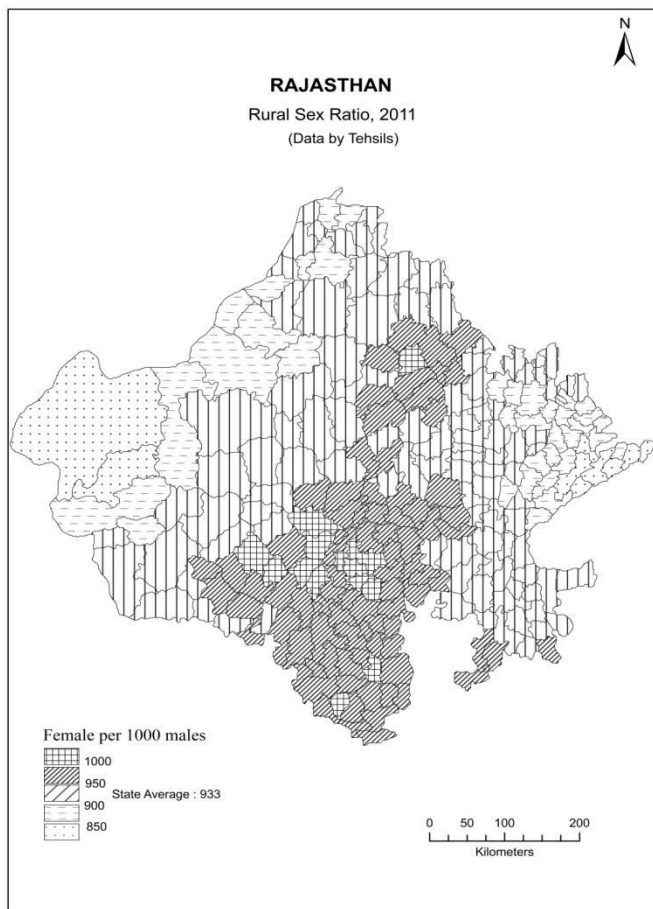 N
RAJASTHAN
Rural Sex Ratio, 2011
(Data by Tehsils)
Female per 1000 males
1000
950
State Average : 933
900
850
0 50 100 200
Kilometers